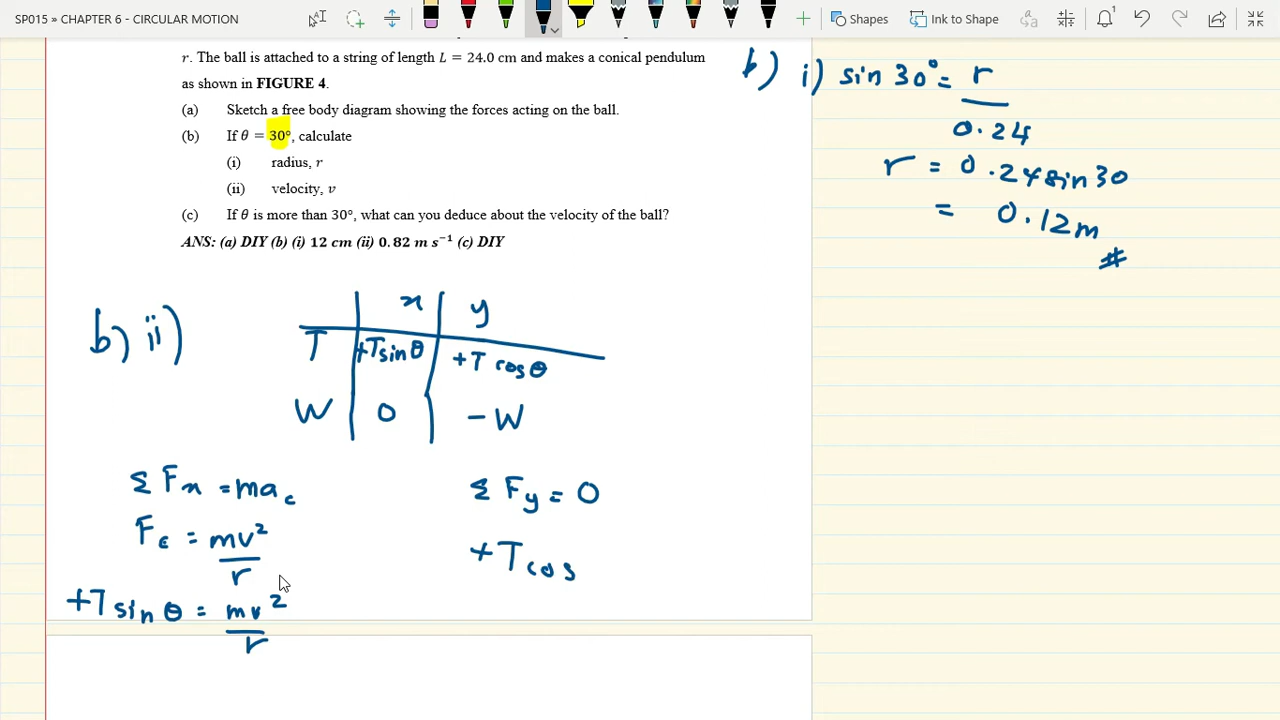 SP015 » CHAPTER 6 - CIRCULAR MOTION
Shapes
Ink to Shape
r. The ball is attached to a string of length L = 24.0 cm and makes a conical pendulum
as shown in FIGURE 4.
(a) Sketch a free body diagram showing the forces acting on the ball.
(b) If θ = 30°, calculate
(i) radius, r
(ii) velocity, v
(c) If θ is more than 30°, what can you deduce about the velocity of the ball?
ANS: (a) DIY (b) (i) 12 cm (ii) 0.82 m s⁻¹ (c) DIY
b) i) sin 30° = r
0.24
r = 0.24 sin 30
= 0.12 m
#
b) ii)
x y
T +T sin θ +T cos θ
W 0 -W
Σ Fx = mac
Fc = mv²
r
+T sin θ = mv²
r
Σ Fy = 0
+T cos